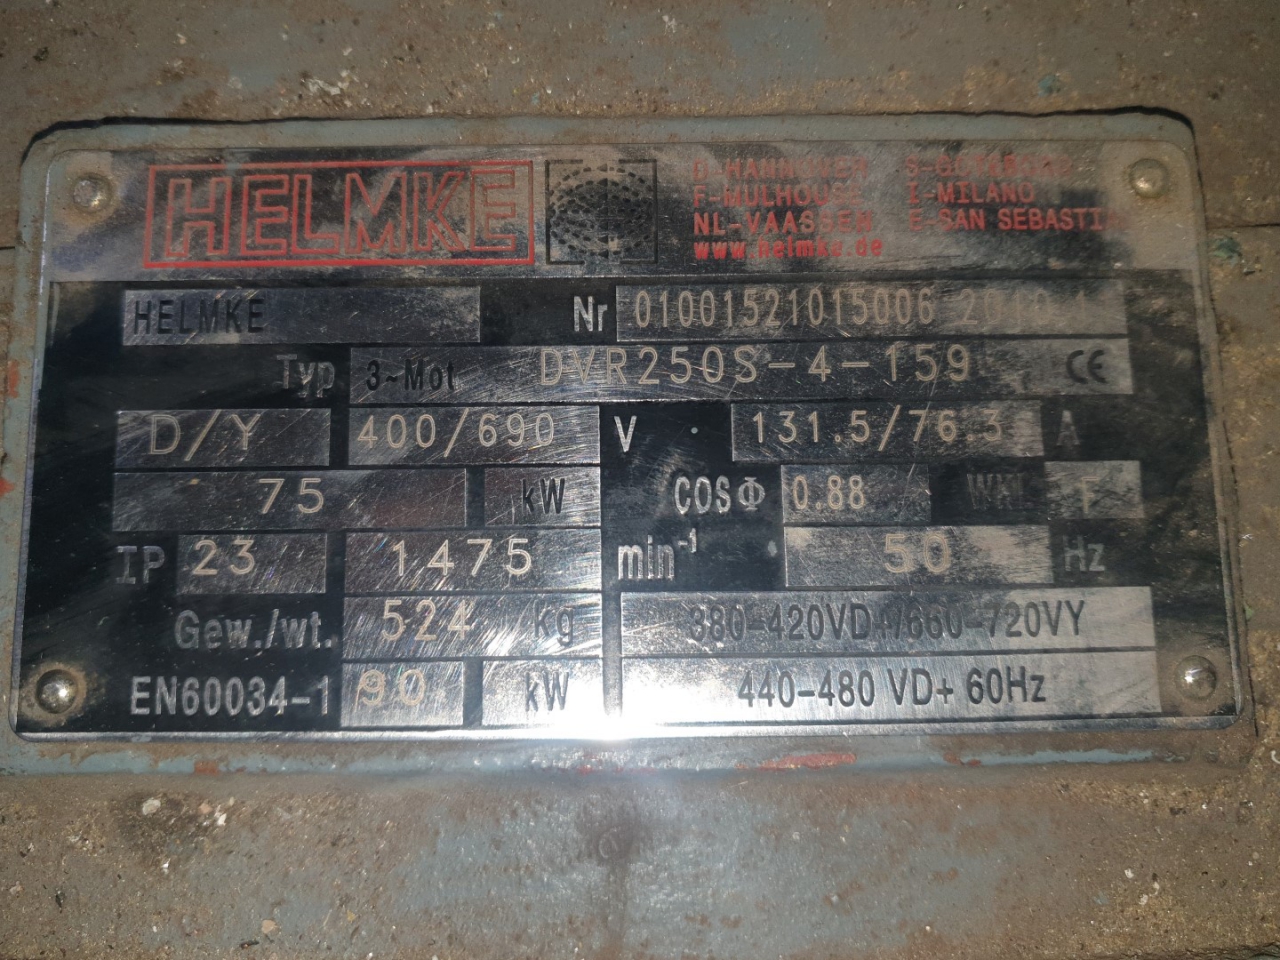 HELMKE
D-HANNOVER S-GÖTEBORG
F-MULHOUSE I-MILANO
NL-VAASSEN E-SAN SEBASTIAN
www.helmke.de
HELMKE Nr 01001521015006
Typ 3~Mot DVR250S-4-159 CE
D/Y 400/690 V 131.5/76.3 A
75 kW COSΦ 0.88 WKL F
IP 23 1475 min-1 50 Hz
Gew./wt. 524 Kg 380-420VD+/660-720VY
EN60034-1 90 kW 440-480 VD+ 60Hz